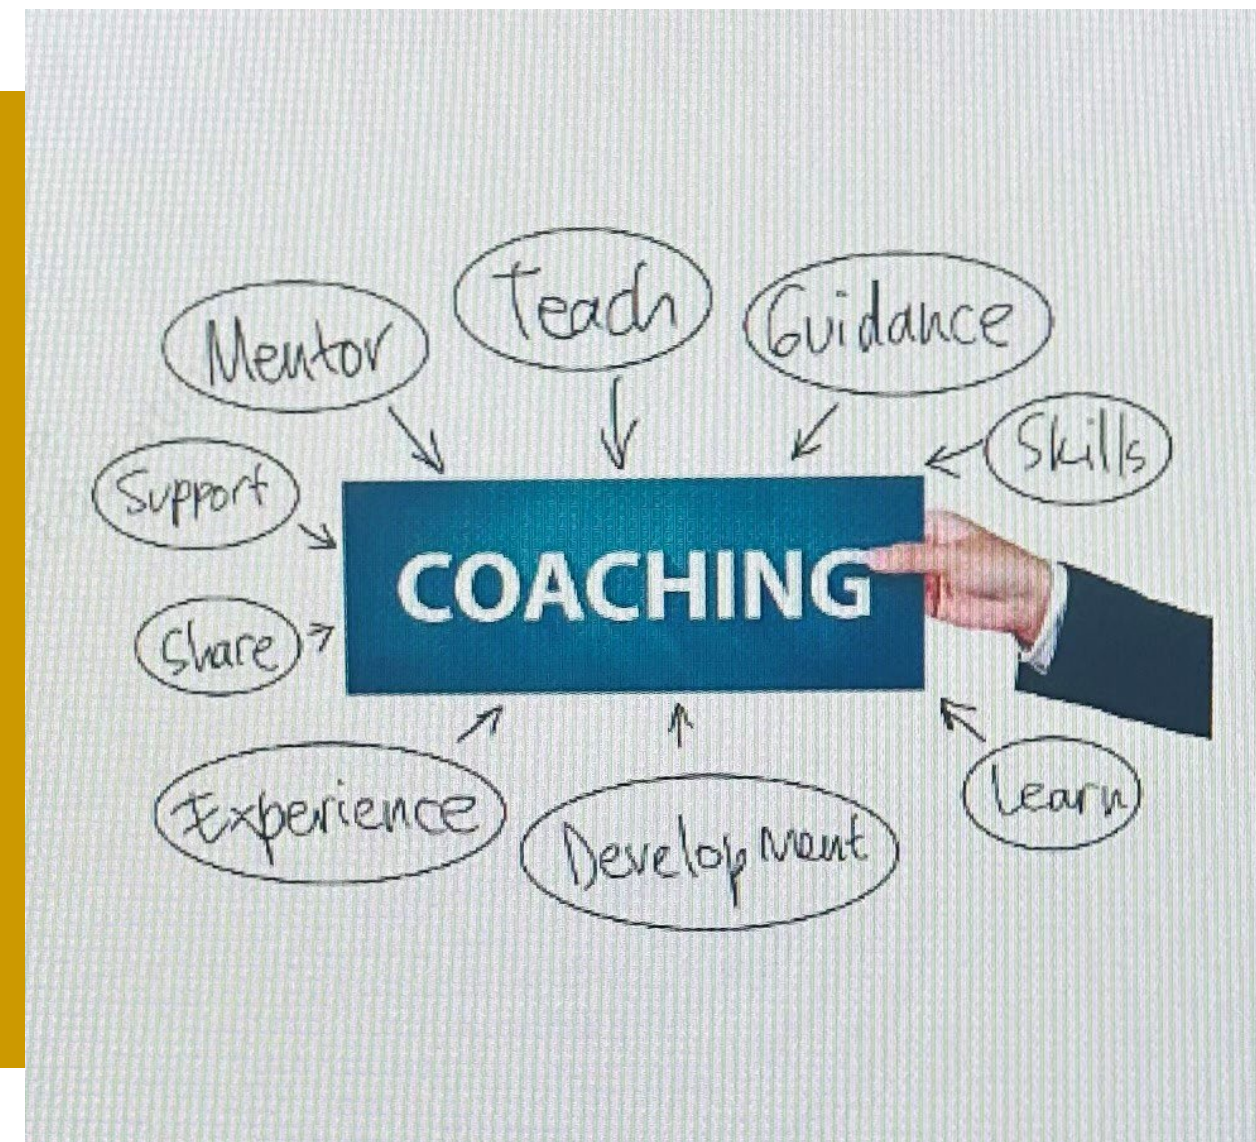 Teach
Guidance
Mentor
Skills
Support
COACHING
Share
Learn
Experience
Development